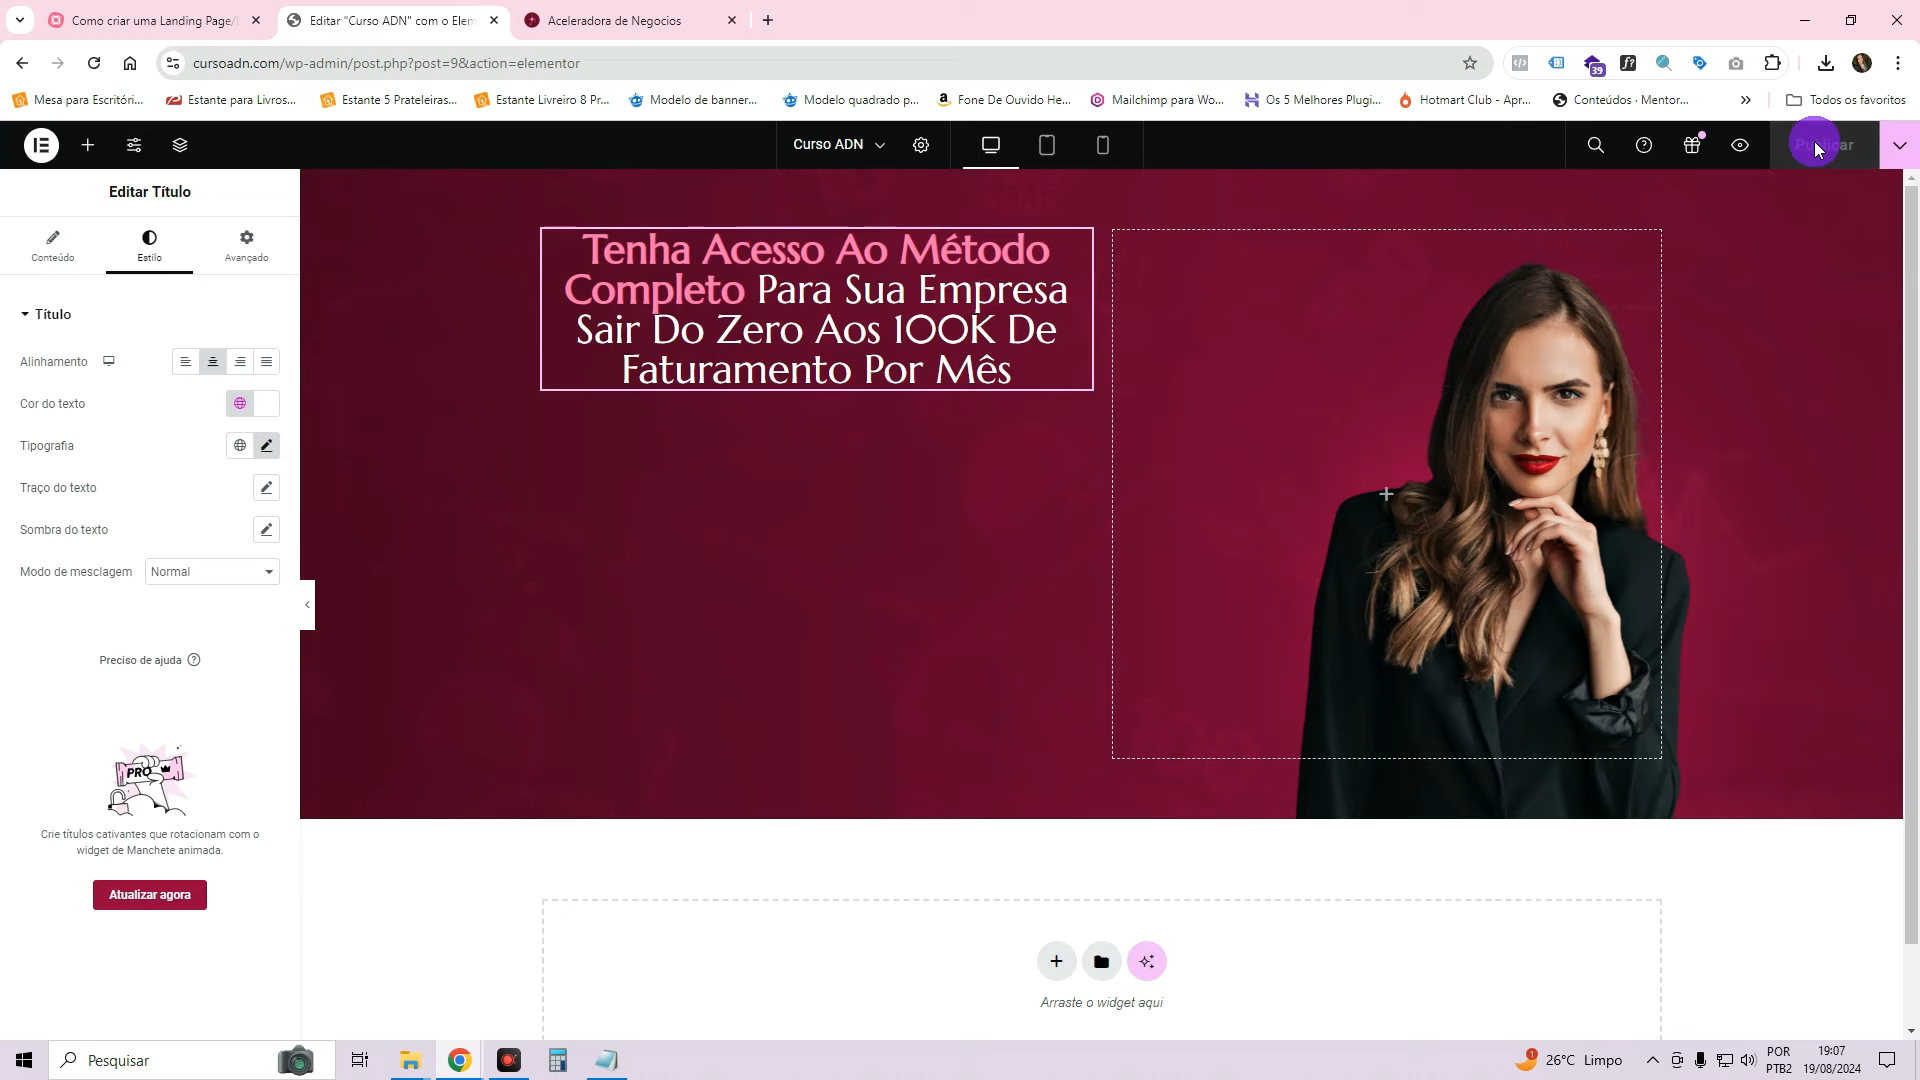 Como criar uma Landing Page/
Editar "Curso ADN" com o Elem
Aceleradora de Negocios
cursoadn.com/wp-admin/post.php?post=9&action=elementor
39
f?
Mesa para Escritóri...
Estante para Livros...
Estante 5 Prateleiras...
Estante Livreiro 8 Pr...
Modelo de banner...
Modelo quadrado p...
Fone De Ouvido He...
Mailchimp para Wo...
Os 5 Melhores Plugi...
Hotmart Club - Apr...
Conteúdos · Mentor...
Todos os favoritos
Curso ADN
Publicar
Editar Título
Conteúdo
Estilo
Avançado
Título
Alinhamento
Cor do texto
Tipografia
Traço do texto
Sombra do texto
Modo de mesclagem
Normal
Preciso de ajuda
PRO
Crie títulos cativantes que rotacionam com o
widget de Manchete animada.
Atualizar agora
Tenha Acesso Ao Método
Completo Para Sua Empresa
Sair Do Zero Aos 100K De
Faturamento Por Mês
Arraste o widget aqui
Pesquisar
1
26°C Limpo
POR
PTB2
19:07
19/08/2024